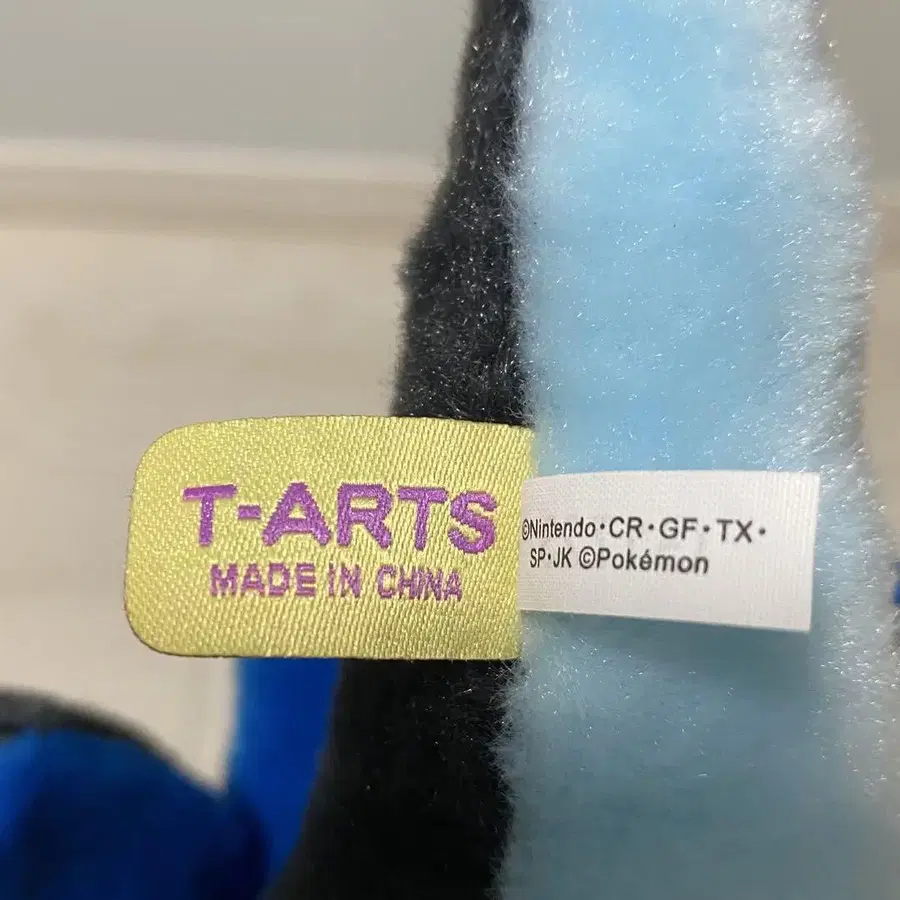 T-ARTS
MADE IN CHINA
©Nintendo・CR・GF・TX・
SP・JK ©Pokémon